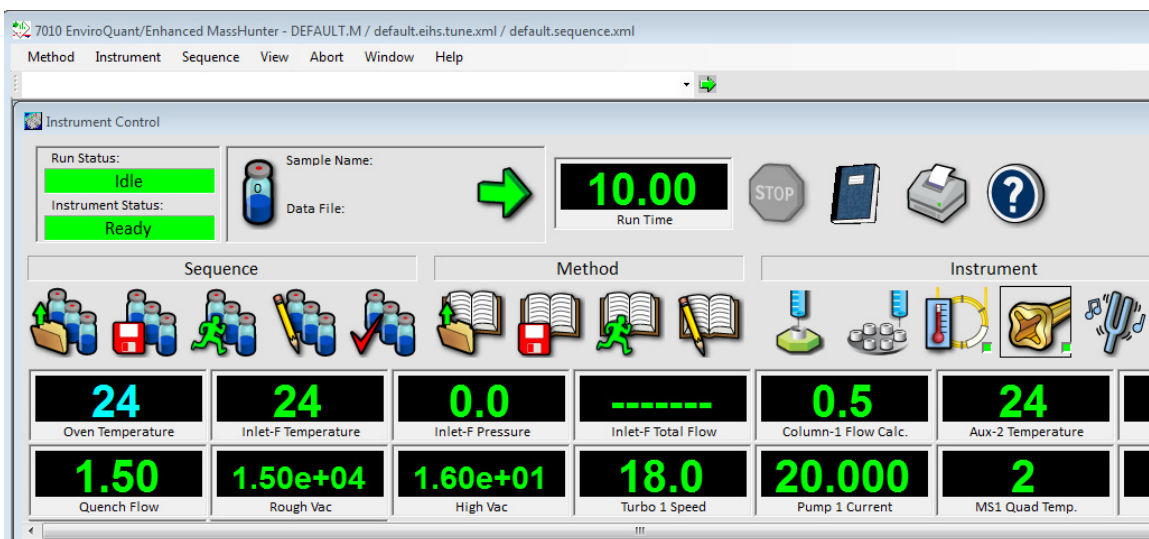 7010 EnviroQuant/Enhanced MassHunter - DEFAULT.M / default.eihs.tune.xml / default.sequence.xml
Method Instrument Sequence View Abort Window Help
Instrument Control
Run Status:
Idle
Instrument Status:
Ready
0
Sample Name:
Data File:
10.00
Run Time
STOP
?
Sequence Method Instrument
24 24 0.0 ------- 0.5 24
Oven Temperature Inlet-F Temperature Inlet-F Pressure Inlet-F Total Flow Column-1 Flow Calc. Aux-2 Temperature
1.50 1.50e+04 1.60e+01 18.0 20.000 2
Quench Flow Rough Vac High Vac Turbo 1 Speed Pump 1 Current MS1 Quad Temp.